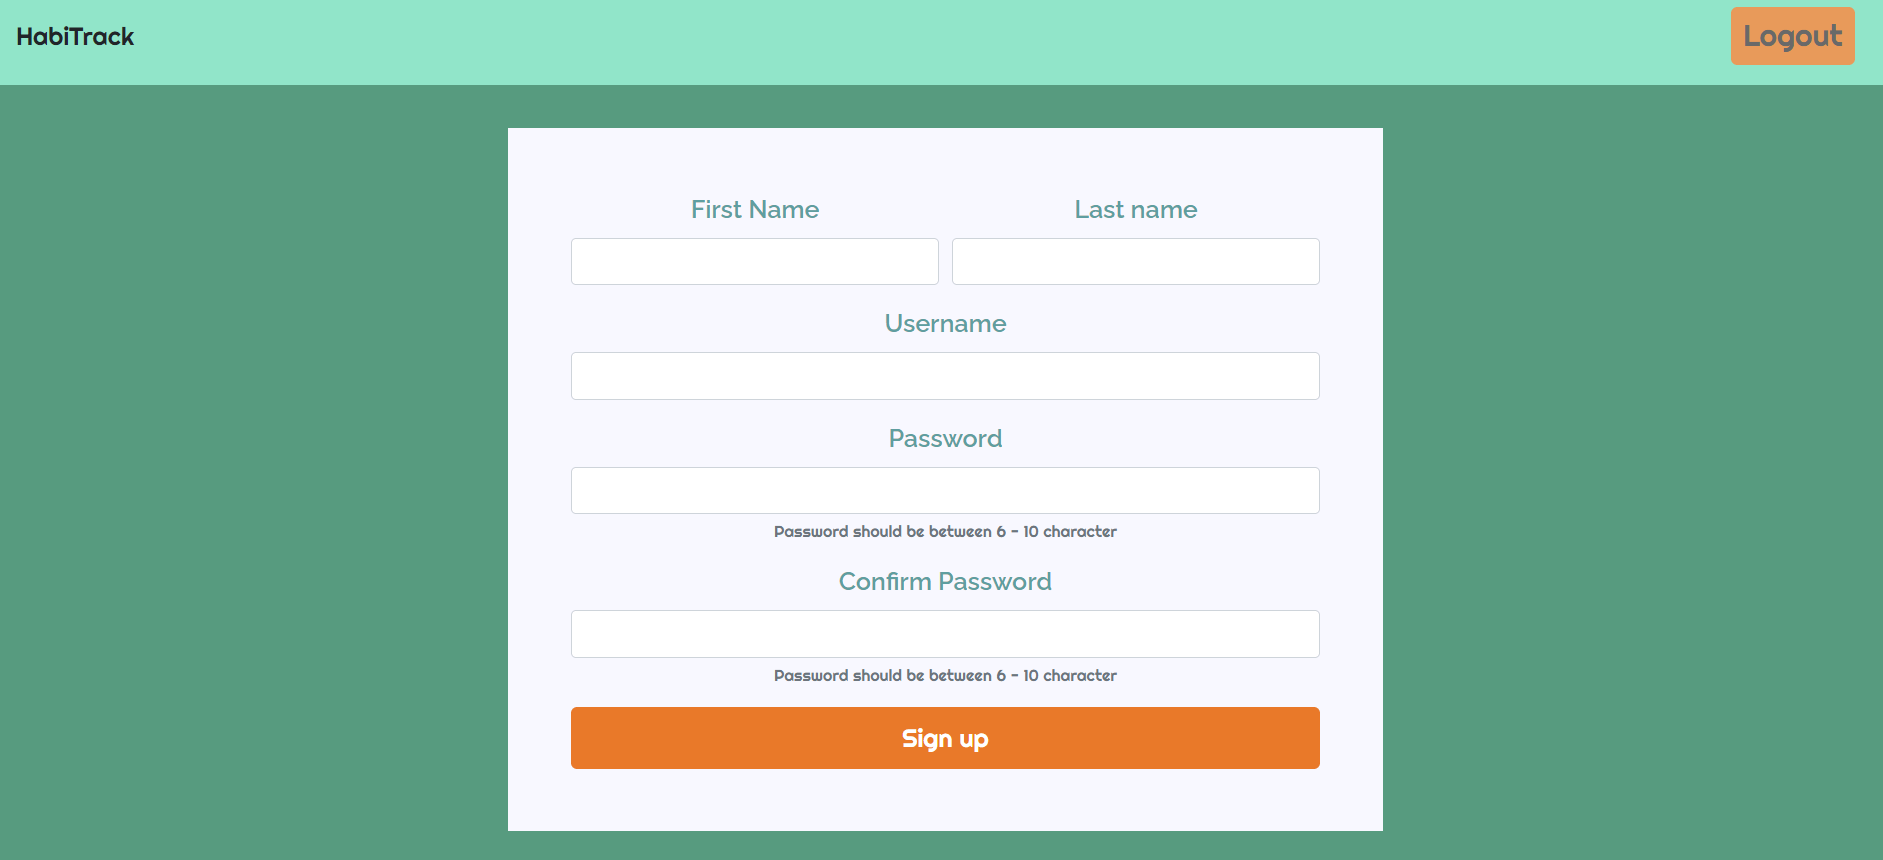 HabiTrack
Logout
First Name
Last name
Username
Password
Password should be between 6 - 10 character
Confirm Password
Password should be between 6 - 10 character
Sign up